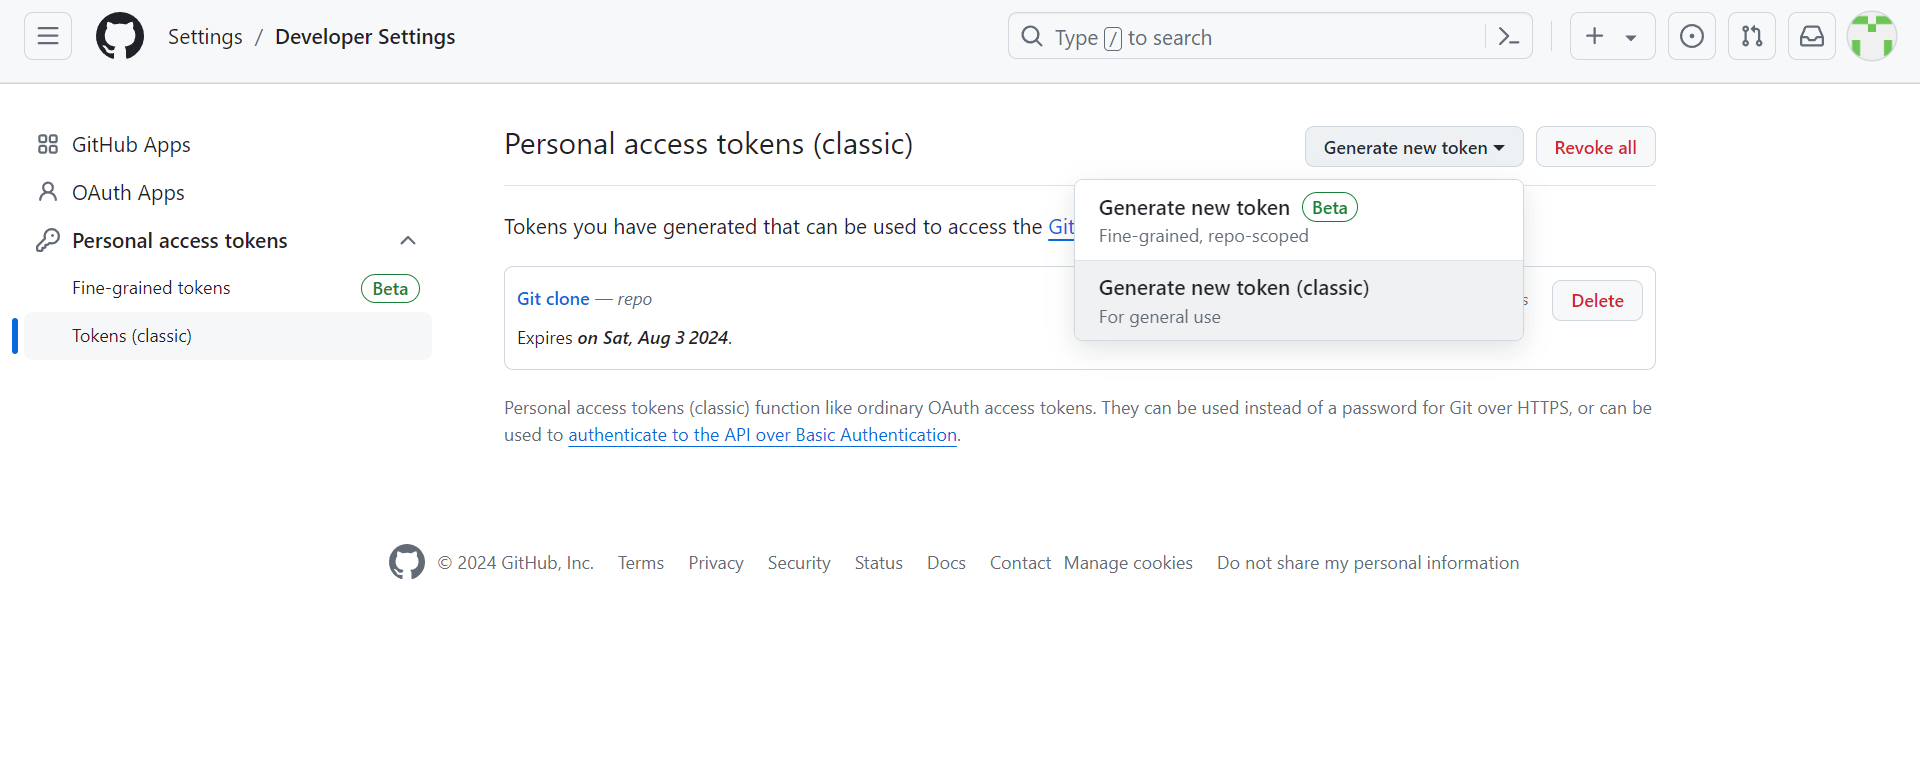 Settings / Developer Settings
Type / to search
GitHub Apps
OAuth Apps
Personal access tokens
Fine-grained tokens Beta
Tokens (classic)
Personal access tokens (classic)
Generate new token
Revoke all
Generate new token Beta
Fine-grained, repo-scoped
Generate new token (classic)
For general use
Tokens you have generated that can be used to access the Git
Git clone — repo
Delete
Expires on Sat, Aug 3 2024.
Personal access tokens (classic) function like ordinary OAuth access tokens. They can be used instead of a password for Git over HTTPS, or can be
used to authenticate to the API over Basic Authentication.
© 2024 GitHub, Inc. Terms Privacy Security Status Docs Contact Manage cookies Do not share my personal information